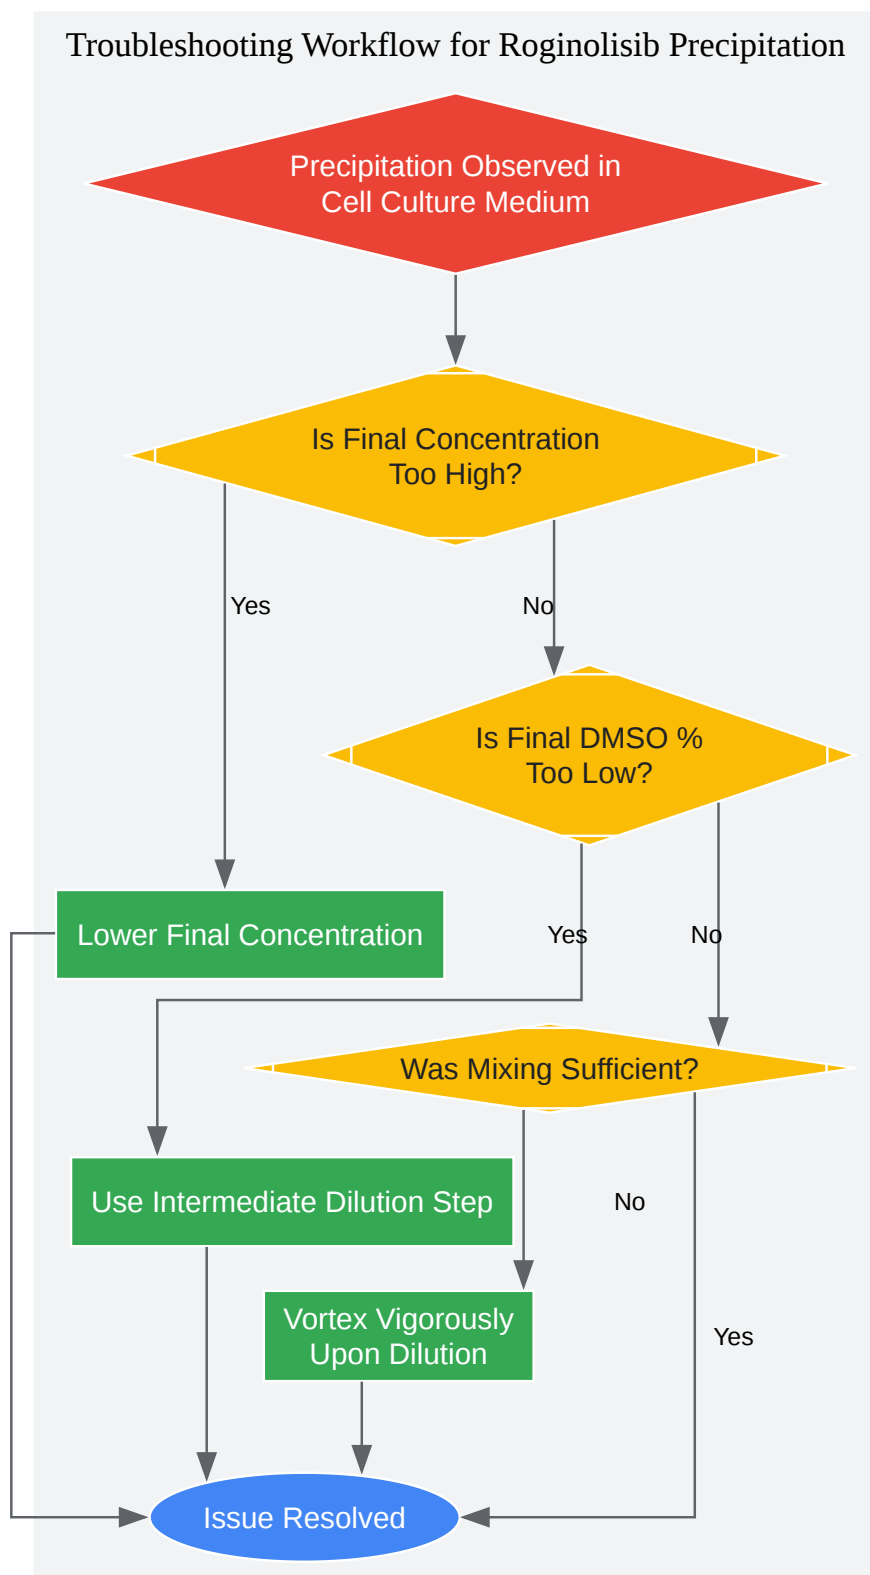 Troubleshooting Workflow for Roginolisib Precipitation
Precipitation Observed in
Cell Culture Medium
Is Final Concentration
Too High?
Yes
No
Is Final DMSO %
Too Low?
Lower Final Concentration
Yes
No
Was Mixing Sufficient?
Use Intermediate Dilution Step
No
Vortex Vigorously
Upon Dilution
Yes
Issue Resolved